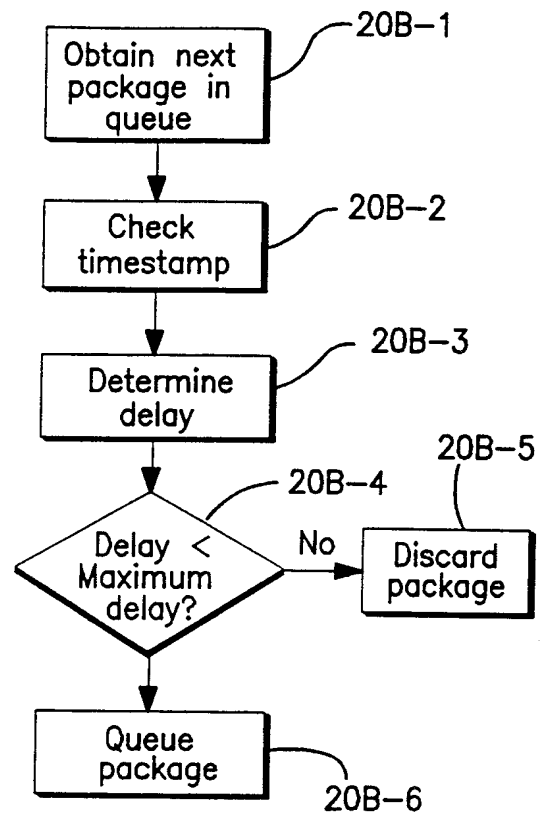 20B-1
Obtain next
package in
queue
20B-2
Check
timestamp
20B-3
Determine
delay
20B-4
20B-5
Delay <
Maximum
delay?
No
Discard
package
Queue
package
20B-6